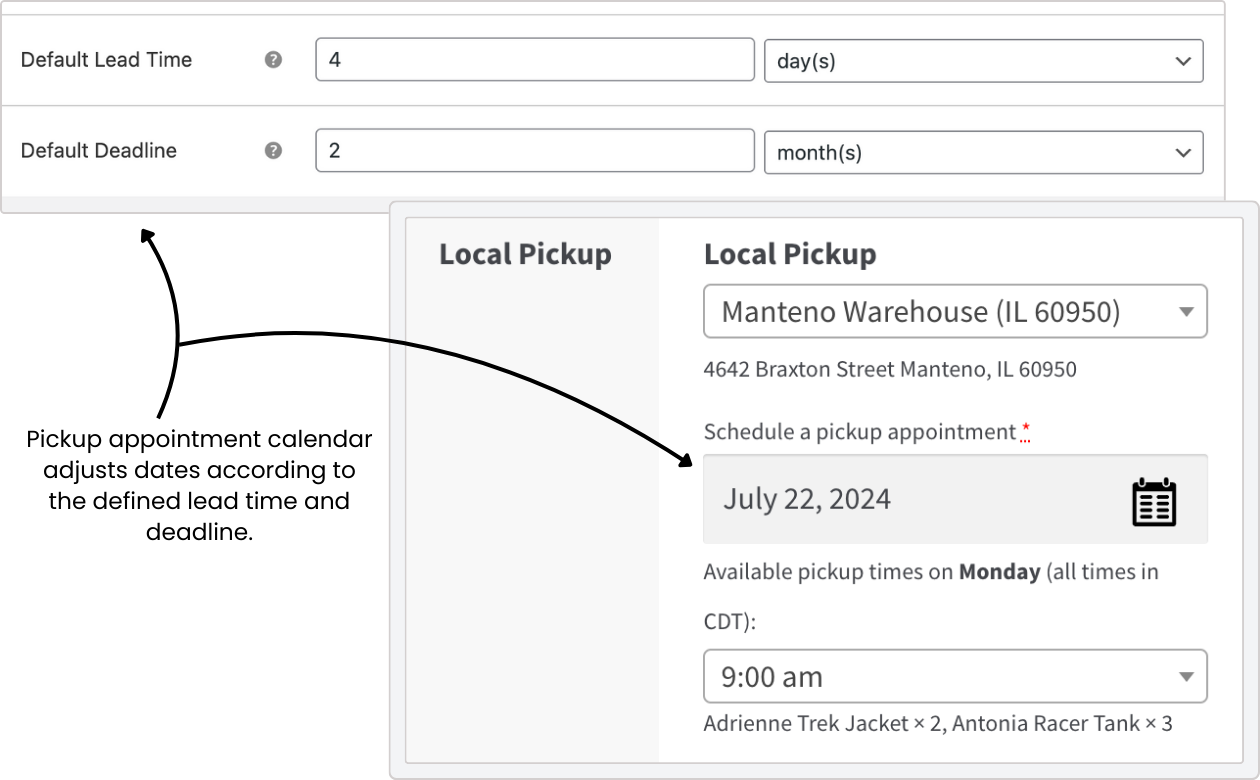 Default Lead Time ? 4 day(s)
Default Deadline ? 2 month(s)
Local Pickup
Local Pickup
Manteno Warehouse (IL 60950)
4642 Braxton Street Manteno, IL 60950
Schedule a pickup appointment *
July 22, 2024
Available pickup times on Monday (all times in
CDT):
9:00 am
Adrienne Trek Jacket × 2, Antonia Racer Tank × 3
Pickup appointment calendar
adjusts dates according to
the defined lead time and
deadline.